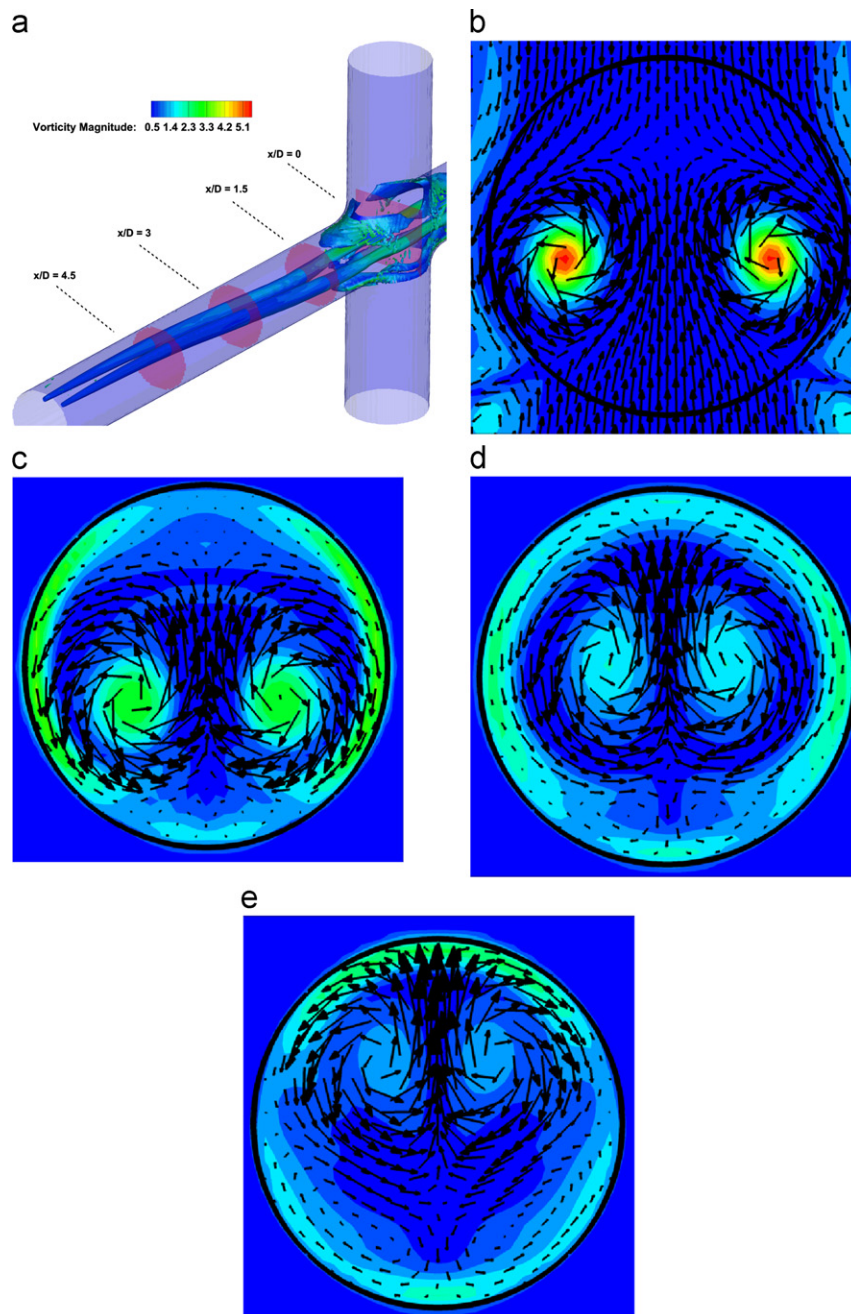 a
b
Vorticity Magnitude: 0.5 1.4 2.3 3.3 4.2 5.1
x/D = 0
x/D = 1.5
x/D = 3
x/D = 4.5
c
d
e